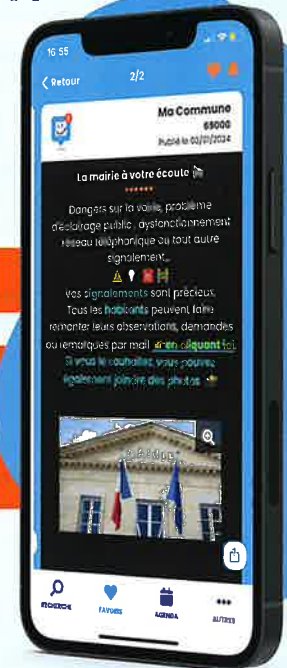 16:55
Retour
2/2
Ma Commune
65000
Publié le 03/01/2024
La mairie à votre écoute
Dangers sur la voirie, problème
d'éclairage public, dysfonctionnement
réseau téléphonique ou tout autre
signalement...
Vos signalements sont précieux.
Tous les habitants peuvent faire
remonter leurs observations, demandes
ou remarques par mail en cliquant ici.
Si vous le souhaitez, vous pouvez
également joindre des photos
MAIRIE
RECHERCHE
FAVORIS
AGENDA
AUTRES